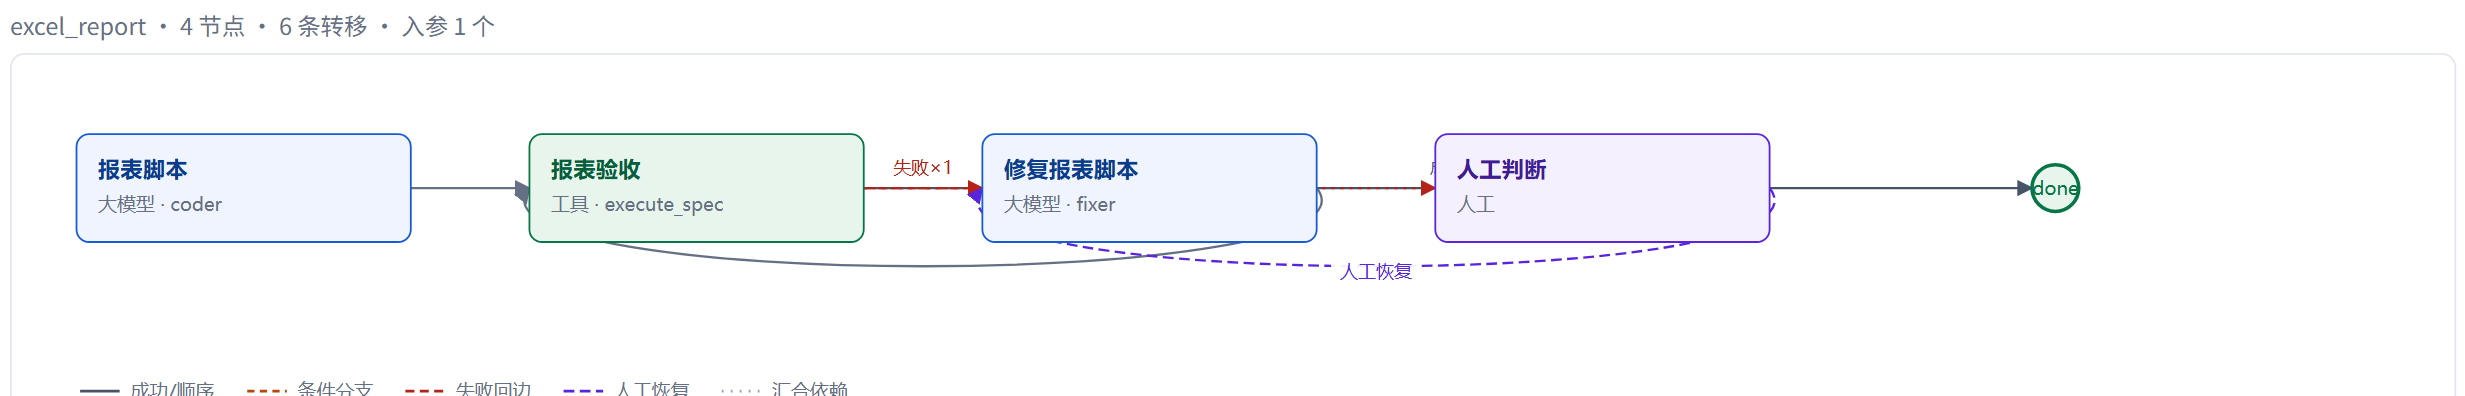 excel_report • 4 节点 • 6 条转移 • 入参 1 个
报表脚本
大模型 · coder
报表验收
工具 · execute_spec
失败×1
修复报表脚本
大模型 · fixer
人工判断
人工
done
人工恢复
成功/顺序
条件分支
失败回边
人工恢复
汇合依赖